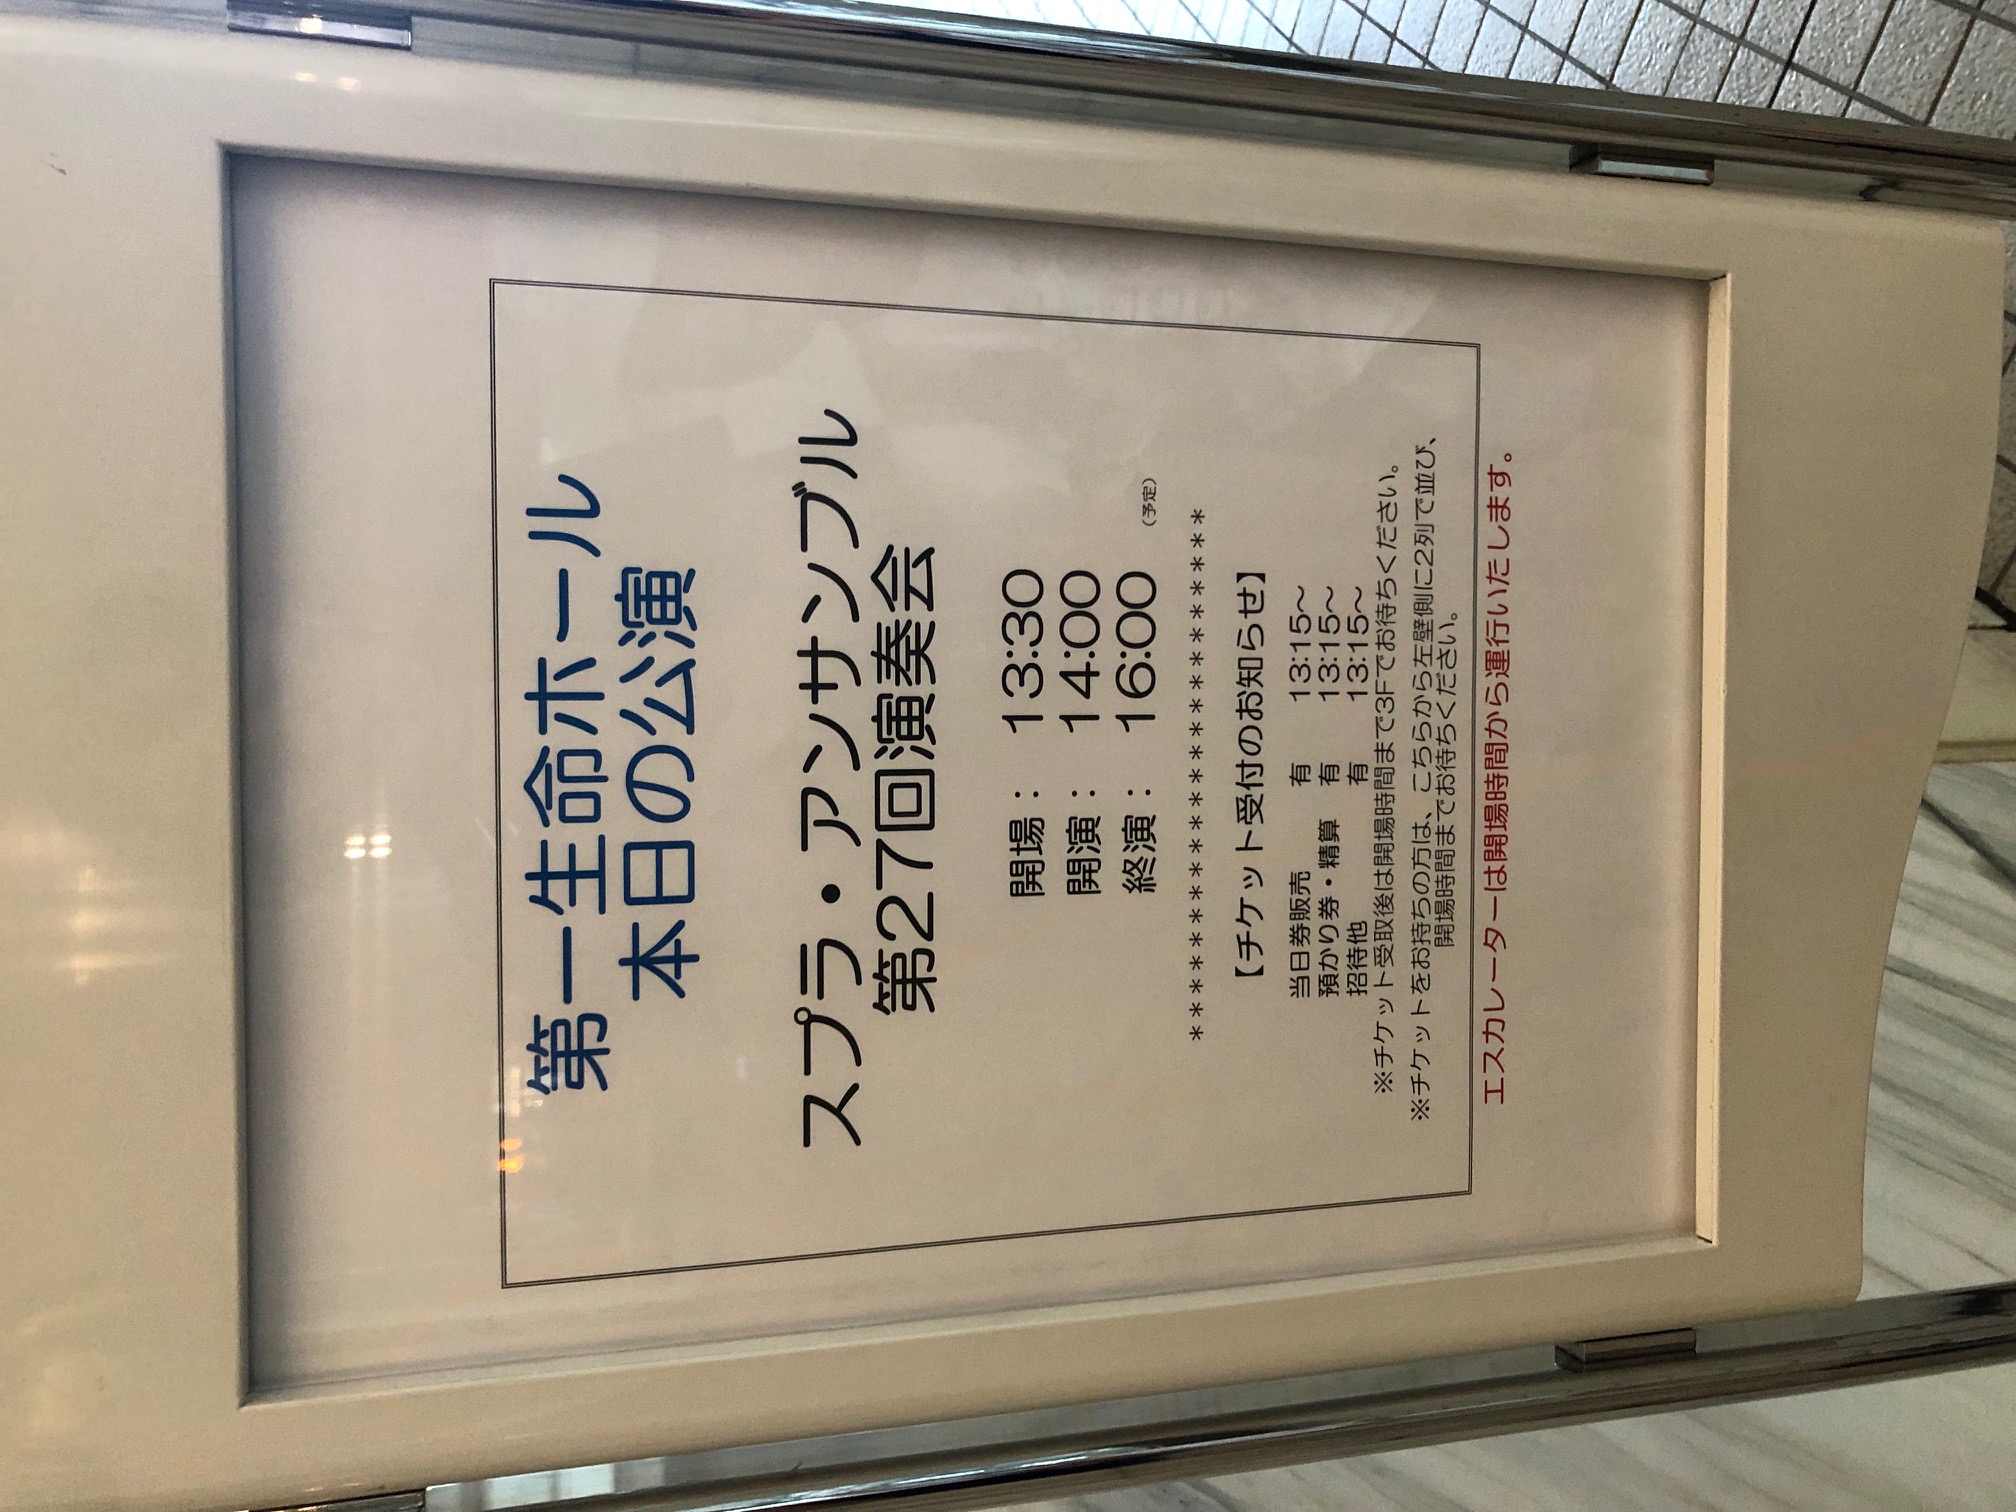 第一生命ホール
本日の公演
スプラ・アンサンブル
第27回演奏会
開場： 13:30
開演： 14:00
終演： 16:00 (予定)
＊＊＊＊＊＊＊＊＊＊＊＊＊＊＊＊＊＊＊＊＊＊
【チケット受付のお知らせ】
当日券販売 有 13:15～
預かり券・精算 有 13:15～
招待他 有 13:15～
※チケット受取後は開場時間まで3Fでお待ちください。
※チケットをお持ちの方は、こちらから左壁側に2列で並び、
開場時間までお待ちください。
エスカレーターは開場時間から運行いたします。